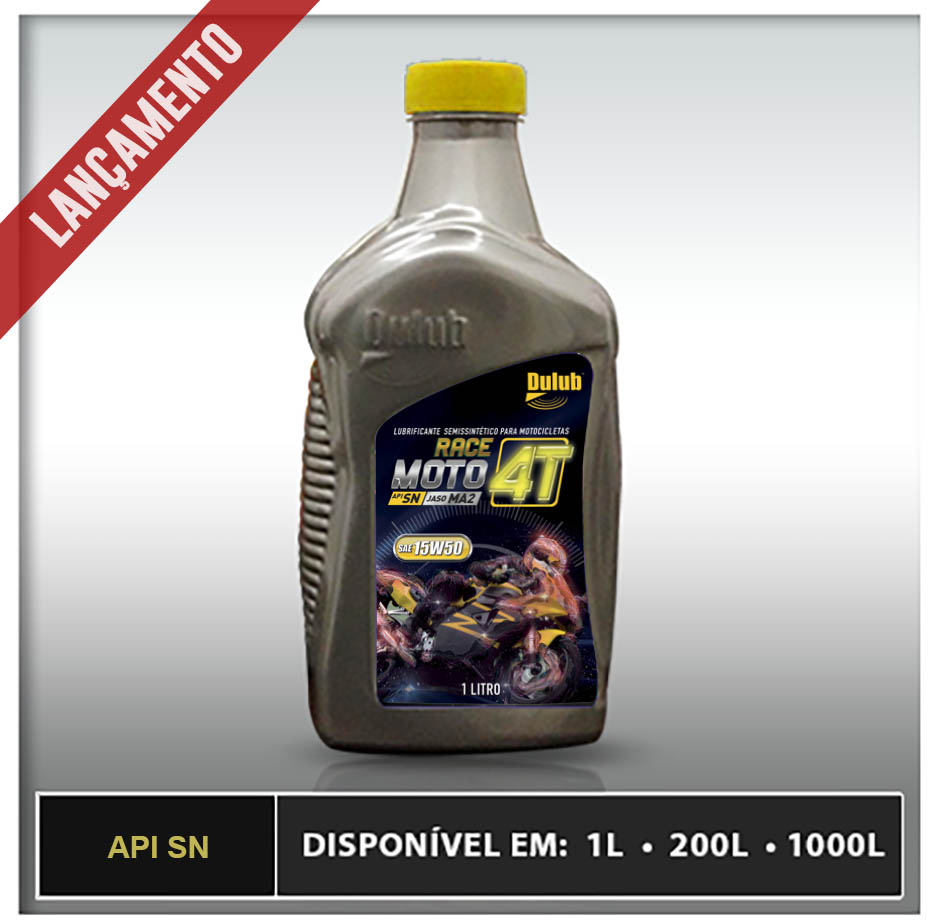 LANÇAMENTO
Dulub
Dulub
LUBRIFICANTE SEMISSINTÉTICO PARA MOTOCICLETAS
RACE
MOTO 4T
API SN JASO MA2
SAE 15W50
1 LITRO
API SN
DISPONÍVEL EM: 1L • 200L • 1000L